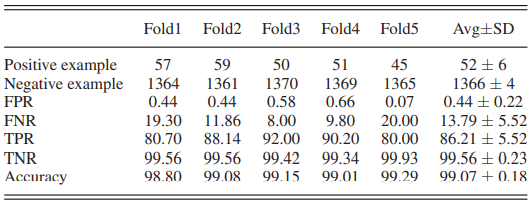 Fold1 Fold2 Fold3 Fold4 Fold5 Avg±SD
Positive example 57 59 50 51 45 52 ± 6
Negative example 1364 1361 1370 1369 1365 1366 ± 4
FPR 0.44 0.44 0.58 0.66 0.07 0.44 ± 0.22
FNR 19.30 11.86 8.00 9.80 20.00 13.79 ± 5.52
TPR 80.70 88.14 92.00 90.20 80.00 86.21 ± 5.52
TNR 99.56 99.56 99.42 99.34 99.93 99.56 ± 0.23
Accuracy 98.80 99.08 99.15 99.01 99.29 99.07 ± 0.18